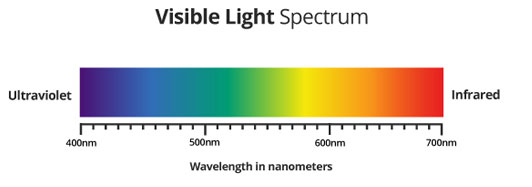 Visible Light Spectrum
Ultraviolet
Infrared
400nm 500nm 600nm 700nm
Wavelength in nanometers